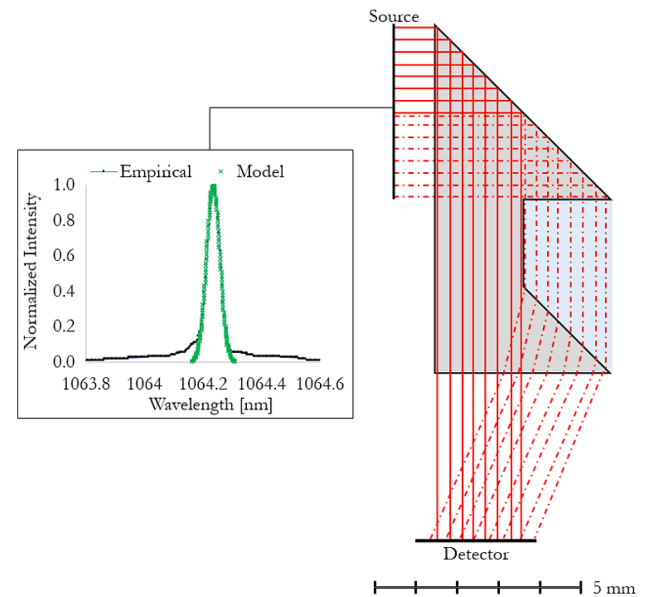 Source
Empirical
Model
Normalized Intensity
1.0
0.8
0.6
0.4
0.2
0.0
1063.8 1064 1064.2 1064.4 1064.6
Wavelength [nm]
Detector
5 mm